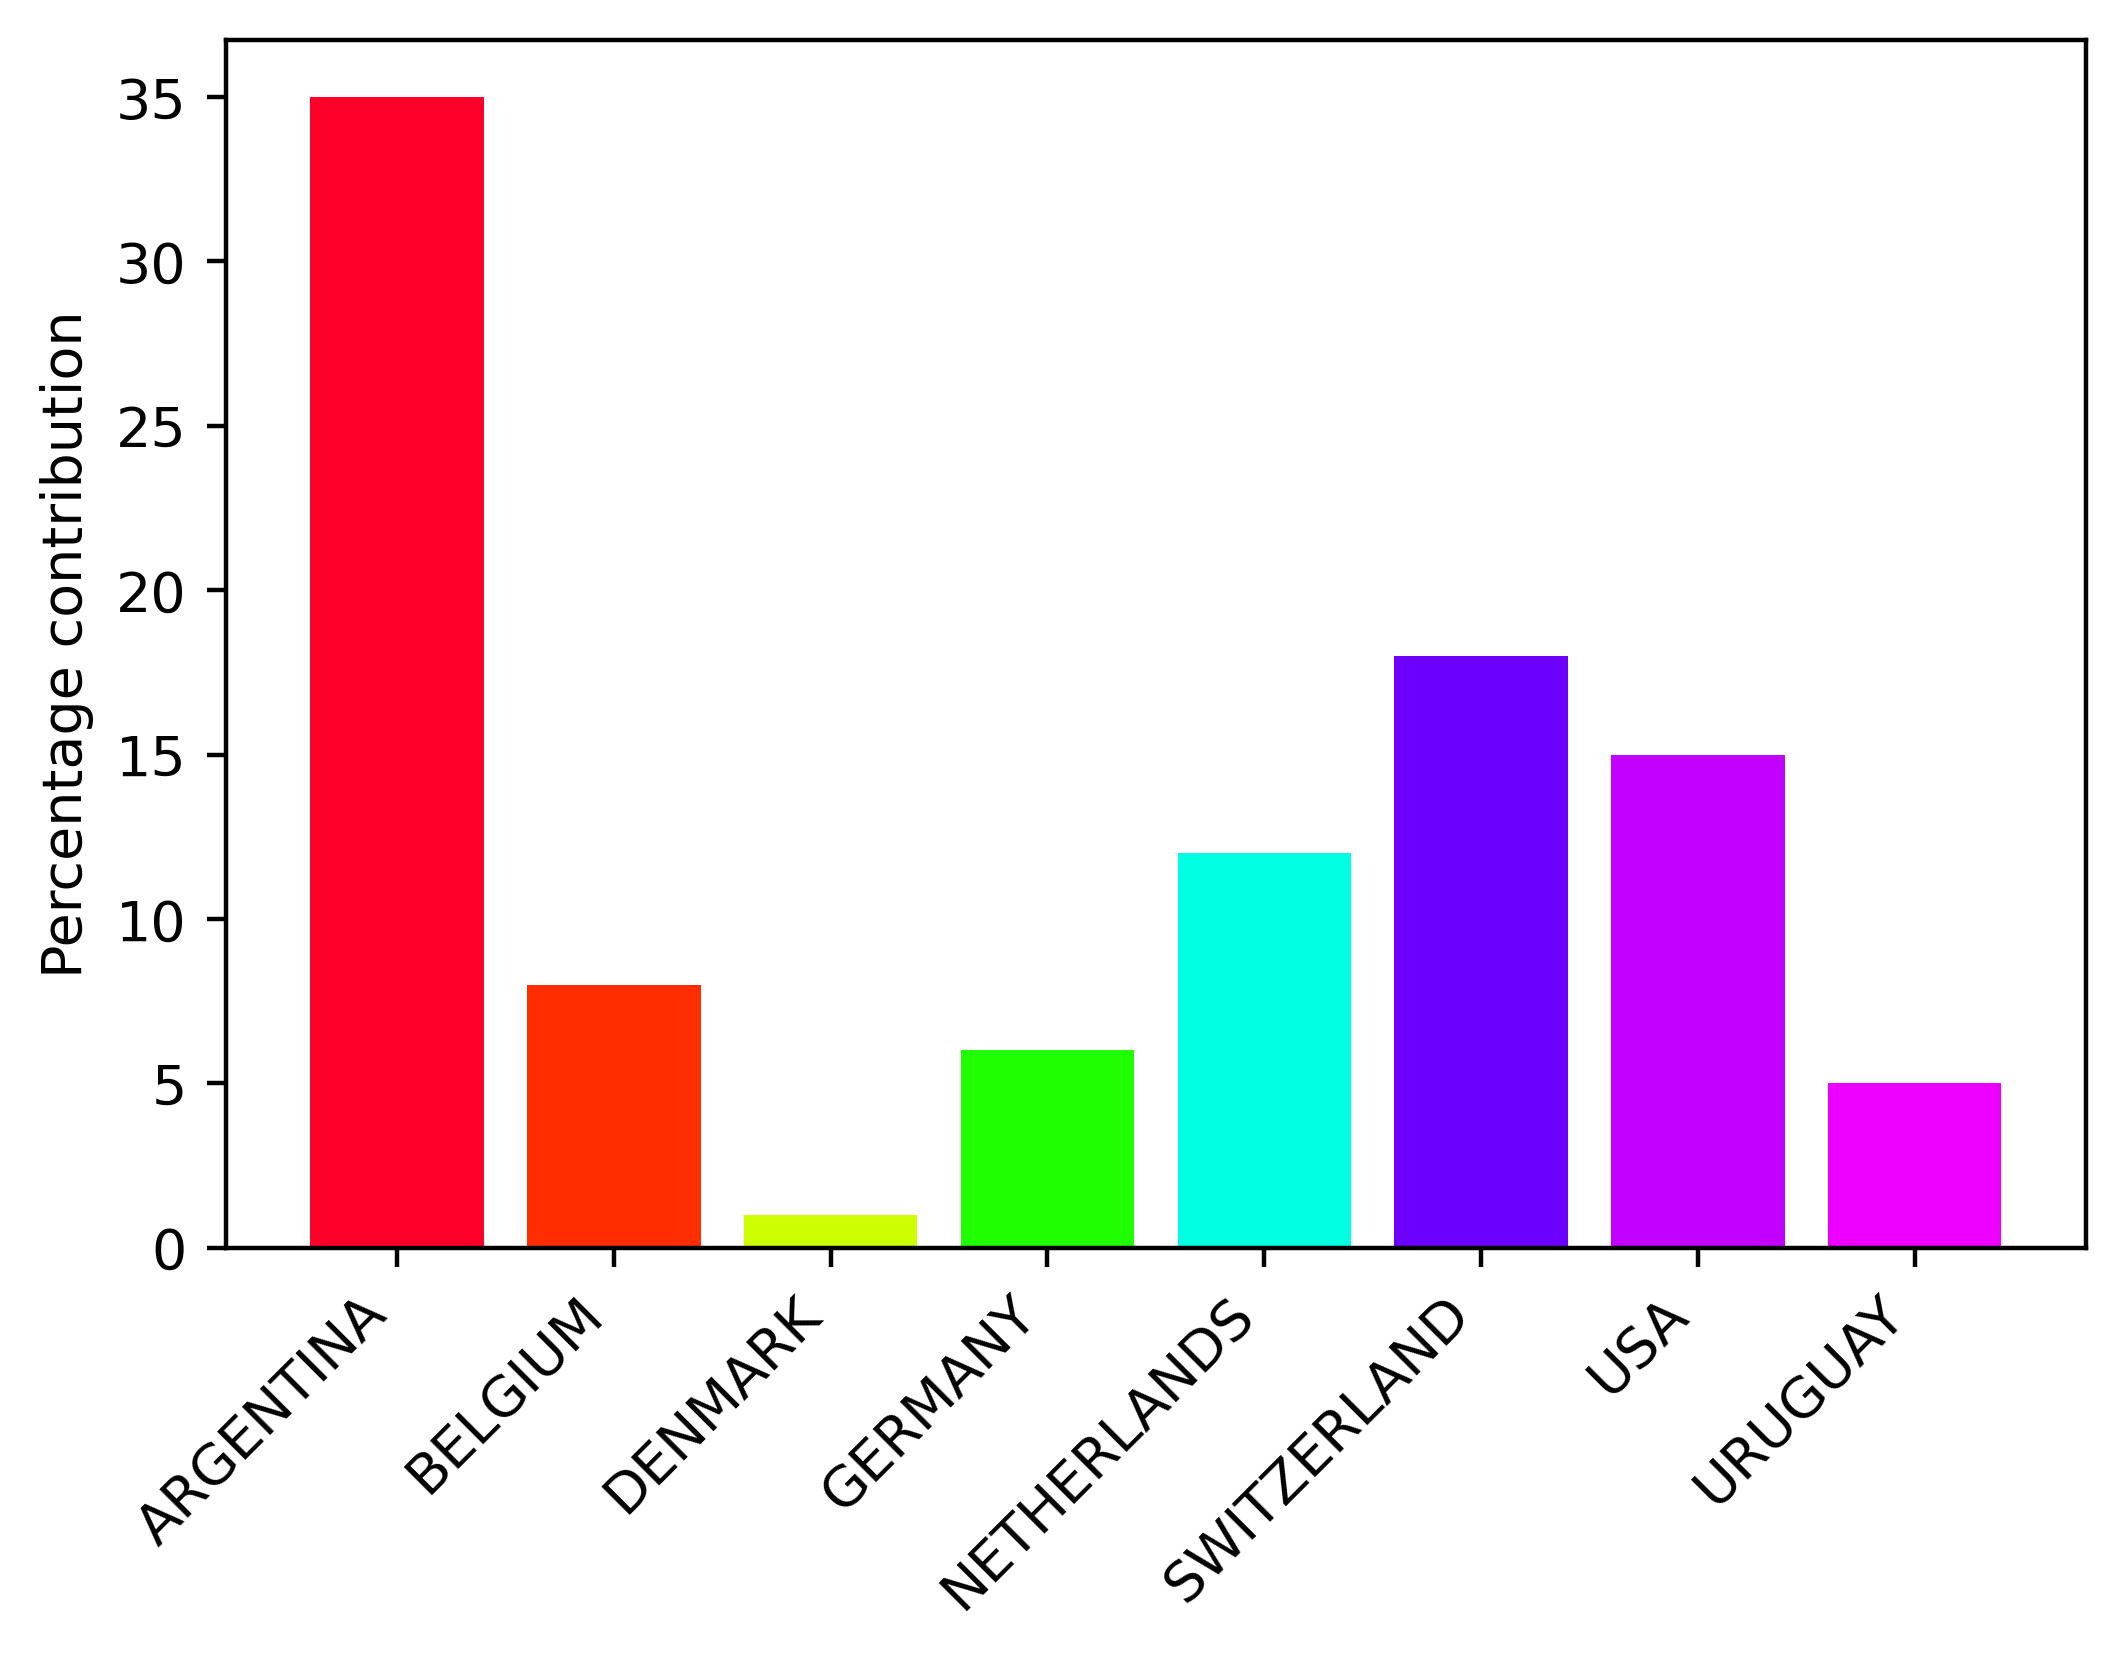 Percentage contribution
35
30
25
20
15
10
5
0
ARGENTINA
BELGIUM
DENMARK
GERMANY
NETHERLANDS
SWITZERLAND
USA
URUGUAY